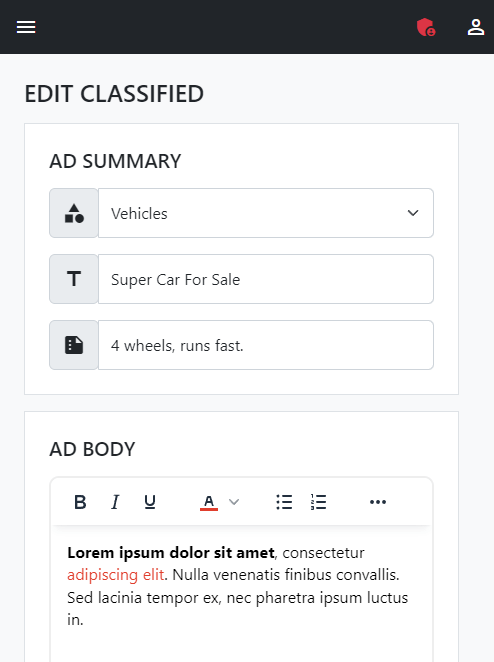 EDIT CLASSIFIED
AD SUMMARY
Vehicles
Super Car For Sale
4 wheels, runs fast.
AD BODY
B I U A
Lorem ipsum dolor sit amet, consectetur
adipiscing elit. Nulla venenatis finibus convallis.
Sed lacinia tempor ex, nec pharetra ipsum luctus
in.